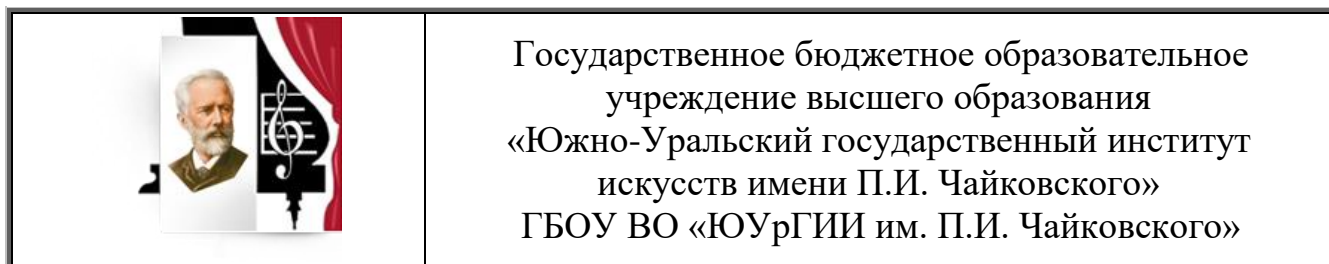 Государственное бюджетное образовательное
учреждение высшего образования
«Южно-Уральский государственный институт
искусств имени П.И. Чайковского»
ГБОУ ВО «ЮУрГИИ им. П.И. Чайковского»